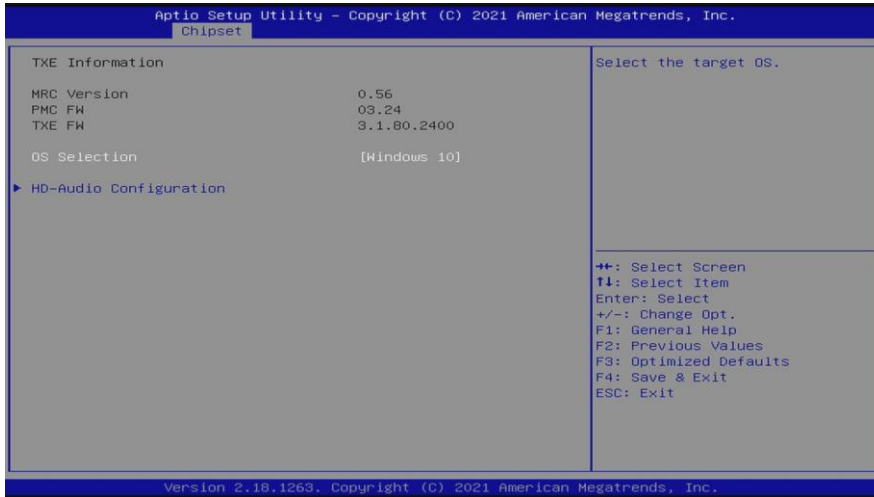 Aptio Setup Utility – Copyright (C) 2021 American Megatrends, Inc.
Chipset
TXE Information
MRC Version 0.56
PMC FW 03.24
TXE FW 3.1.80.2400
OS Selection [Windows 10]
► HD-Audio Configuration
Select the target OS.
→←: Select Screen
↑↓: Select Item
Enter: Select
+/-: Change Opt.
F1: General Help
F2: Previous Values
F3: Optimized Defaults
F4: Save & Exit
ESC: Exit
Version 2.18.1263. Copyright (C) 2021 American Megatrends, Inc.